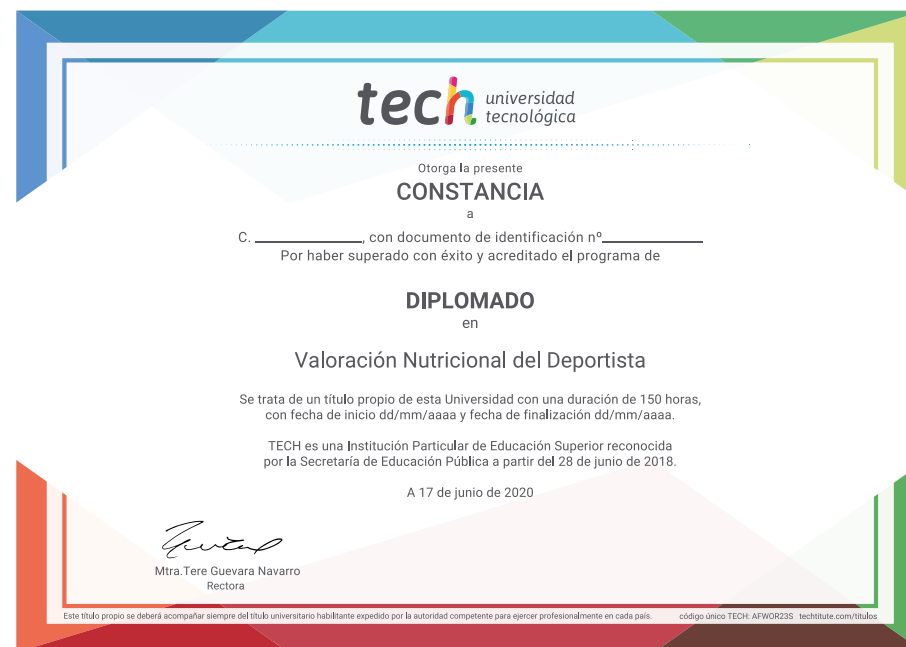 tech universidad
tecnológica
Otorga la presente
CONSTANCIA
a
C. ____________, con documento de identificación nº____________
Por haber superado con éxito y acreditado el programa de
DIPLOMADO
en
Valoración Nutricional del Deportista
Se trata de un título propio de esta Universidad con una duración de 150 horas,
con fecha de inicio dd/mm/aaaa y fecha de finalización dd/mm/aaaa.
TECH es una Institución Particular de Educación Superior reconocida
por la Secretaría de Educación Pública a partir del 28 de junio de 2018.
A 17 de junio de 2020
Mtra.Tere Guevara Navarro
Rectora
Este título propio se deberá acompañar siempre del título universitario habilitante expedido por la autoridad competente para ejercer profesionalmente en cada país. código único TECH: AFWOR23S techtitute.com/titulos